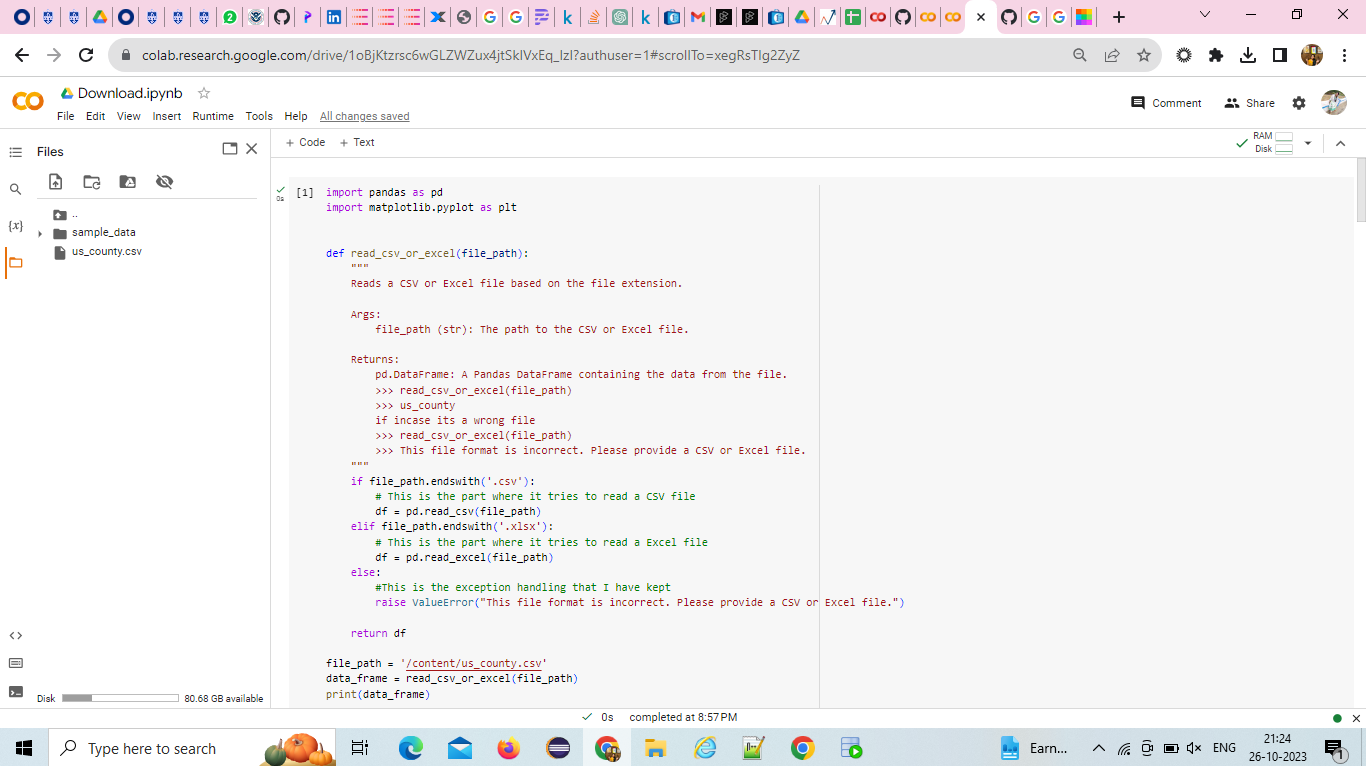 colab.research.google.com/drive/1oBjKtzrsc6wGLZWZux4jtSkIVxEq_IzI?authuser=1#scrollTo=xegRsTIg2ZyZ
Download.ipynb
File Edit View Insert Runtime Tools Help All changes saved
Comment Share
Files
+ Code + Text
RAM
Disk
..
sample_data
us_county.csv
[1] import pandas as pd
0s
import matplotlib.pyplot as plt
def read_csv_or_excel(file_path):
"""
Reads a CSV or Excel file based on the file extension.
Args:
file_path (str): The path to the CSV or Excel file.
Returns:
pd.DataFrame: A Pandas DataFrame containing the data from the file.
>>> read_csv_or_excel(file_path)
>>> us_county
if incase its a wrong file
>>> read_csv_or_excel(file_path)
>>> This file format is incorrect. Please provide a CSV or Excel file.
"""
if file_path.endswith('.csv'):
# This is the part where it tries to read a CSV file
df = pd.read_csv(file_path)
elif file_path.endswith('.xlsx'):
# This is the part where it tries to read a Excel file
df = pd.read_excel(file_path)
else:
#This is the exception handling that I have kept
raise ValueError("This file format is incorrect. Please provide a CSV or Excel file.")
return df
file_path = '/content/us_county.csv'
data_frame = read_csv_or_excel(file_path)
print(data_frame)
Disk 80.68 GB available
0s completed at 8:57 PM
Type here to search
Earn...
ENG
21:24
26-10-2023
1